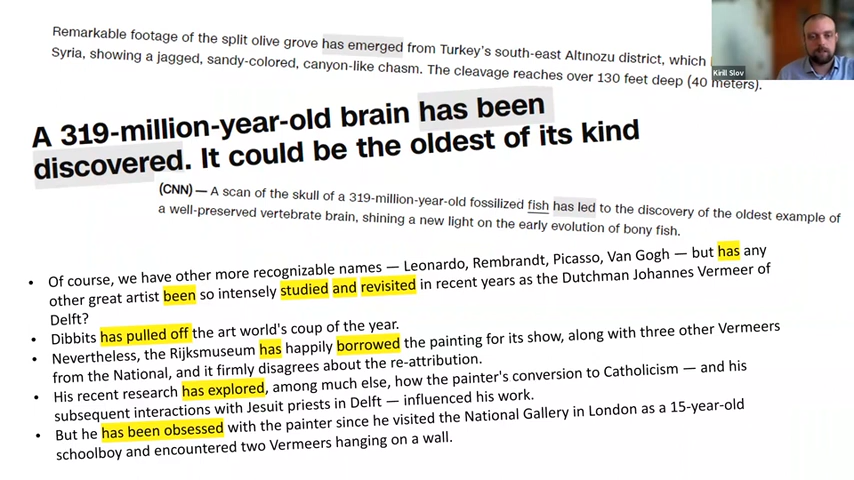 Remarkable footage of the split olive grove has emerged from Turkey's south-east Altınozu district, which
Syria, showing a jagged, sandy-colored, canyon-like chasm. The cleavage reaches over 130 feet deep (40 meters).
Kirill Slov
A 319-million-year-old brain has been
discovered. It could be the oldest of its kind
(CNN) — A scan of the skull of a 319-million-year-old fossilized fish has led to the discovery of the oldest example of
a well-preserved vertebrate brain, shining a new light on the early evolution of bony fish.
• Of course, we have other more recognizable names — Leonardo, Rembrandt, Picasso, Van Gogh — but has any
other great artist been so intensely studied and revisited in recent years as the Dutchman Johannes Vermeer of
Delft?
• Dibbits has pulled off the art world's coup of the year.
• Nevertheless, the Rijksmuseum has happily borrowed the painting for its show, along with three other Vermeers
from the National, and it firmly disagrees about the re-attribution.
• His recent research has explored, among much else, how the painter's conversion to Catholicism — and his
subsequent interactions with Jesuit priests in Delft — influenced his work.
• But he has been obsessed with the painter since he visited the National Gallery in London as a 15-year-old
schoolboy and encountered two Vermeers hanging on a wall.